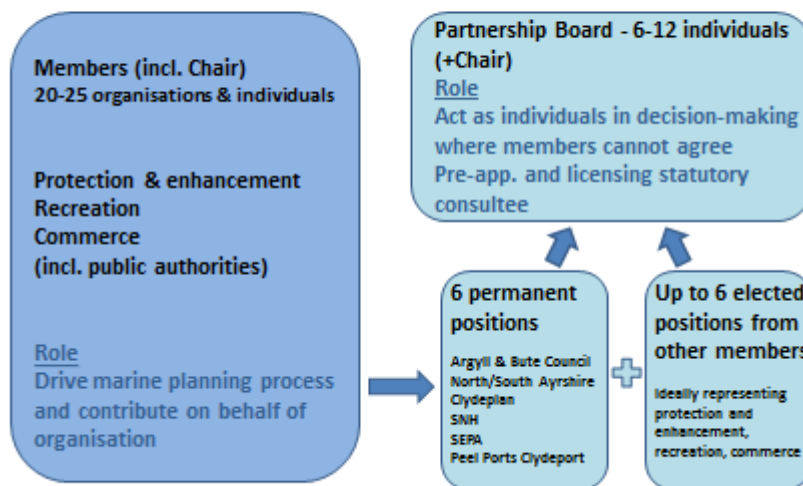 Members (incl. Chair)
20-25 organisations & individuals
Protection & enhancement
Recreation
Commerce
(incl. public authorities)
Role
Drive marine planning process
and contribute on behalf of
organisation
Partnership Board - 6-12 individuals
(+Chair)
Role
Act as individuals in decision-making
where members cannot agree
Pre-app. and licensing statutory
consultee
6 permanent
positions
Argyll & Bute Council
North/South Ayrshire
Clydeplan
SNH
SEPA
Peel Ports Clydeport
Up to 6 elected
positions from
other members
Ideally representing
protection and
enhancement,
recreation, commerce